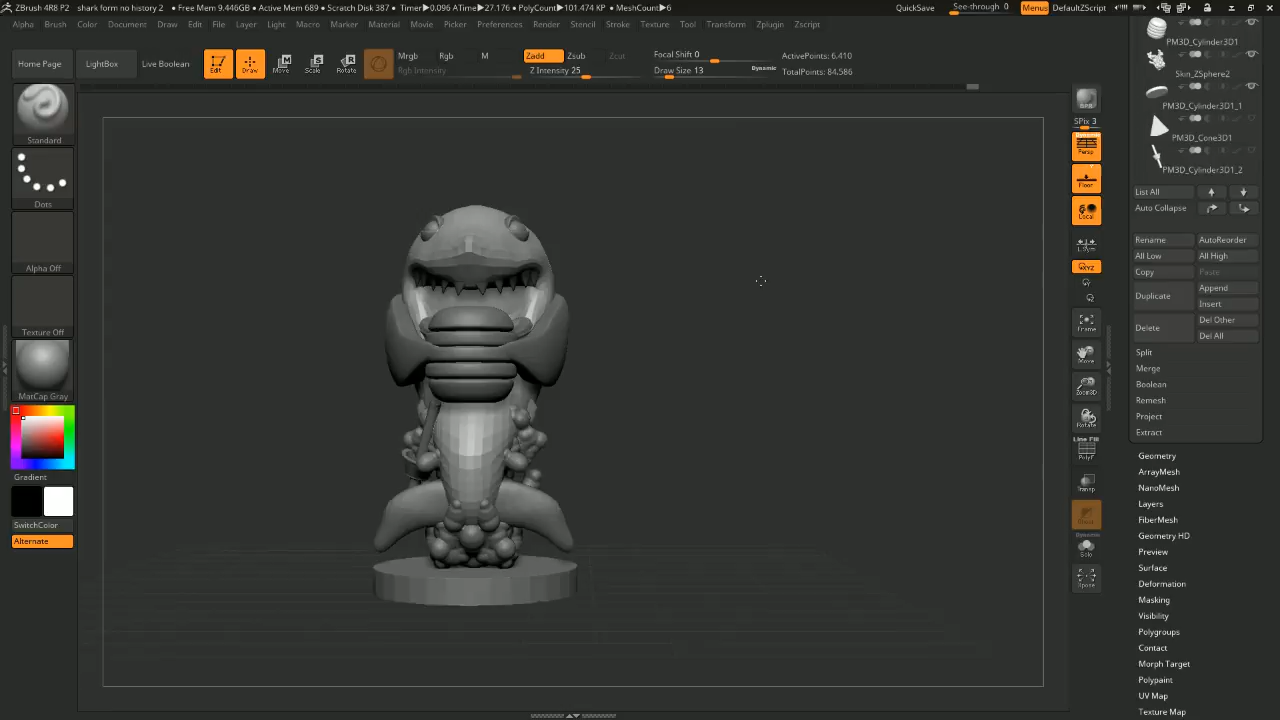 ZBrush 4R8 P2 shark form no history 2 • Free Mem 9.446GB • Active Mem 689 • Scratch Disk 387 • Timer▶0.096 ATime▶27.176 • PolyCount▶101.474 KP • MeshCount▶6 QuickSave See-through 0 Menus DefaultZScript
Alpha Brush Color Document Draw Edit File Layer Light Macro Marker Material Movie Picker Preferences Render Stencil Stroke Texture Tool Transform Zplugin Zscript
Home Page LightBox Live Boolean Edit Draw Move Scale Rotate
Mrgb Rgb M Zadd Zsub Zcut Focal Shift 0 ActivePoints: 6.410
Rgb Intensity Z Intensity 25 Draw Size 13 Dynamic TotalPoints: 84.586
Standard
Dots
Alpha Off
Texture Off
MatCap Gray
Gradient
SwitchColor
Alternate
BPR
SPix 3
Dynamic
Persp
Floor
Local
L.Sym
XYZ
Frame
Move
Zoom3D
Rotate
Line Fill
PolyF
Transp
Ghost
Dynamic
Solo
Xpose
PM3D_Cylinder3D1
Skin_ZSphere2
PM3D_Cylinder3D1_1
PM3D_Cone3D1
PM3D_Cylinder3D1_2
List All
Auto Collapse
Rename AutoReorder
All Low All High
Copy Paste
Duplicate Append
Insert
Delete Del Other
Del All
Split
Merge
Boolean
Remesh
Project
Extract
Geometry
ArrayMesh
NanoMesh
Layers
FiberMesh
Geometry HD
Preview
Surface
Deformation
Masking
Visibility
Polygroups
Contact
Morph Target
Polypaint
UV Map
Texture Map